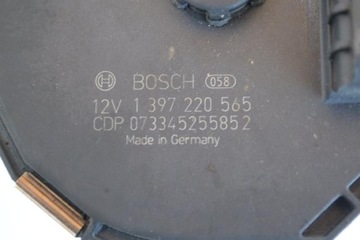 BOSCH 058
12V 1 397 220 565
CDP 073345255852
Made in Germany